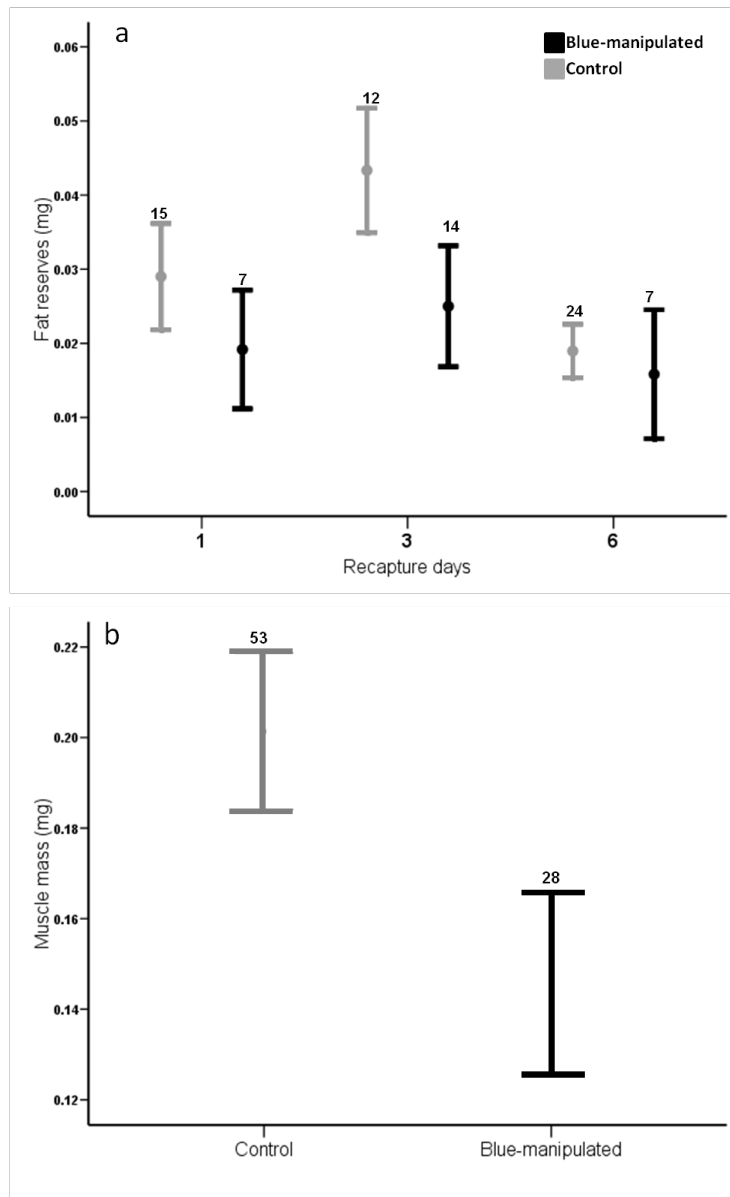 a
Blue-manipulated
Control
0.06
0.05
0.04
0.03
0.02
0.01
0.00
Fat reserves (mg)
15
7
12
14
24
7
1 3 6
Recapture days
b
0.22
0.20
0.18
0.16
0.14
0.12
Muscle mass (mg)
53
28
Control Blue-manipulated